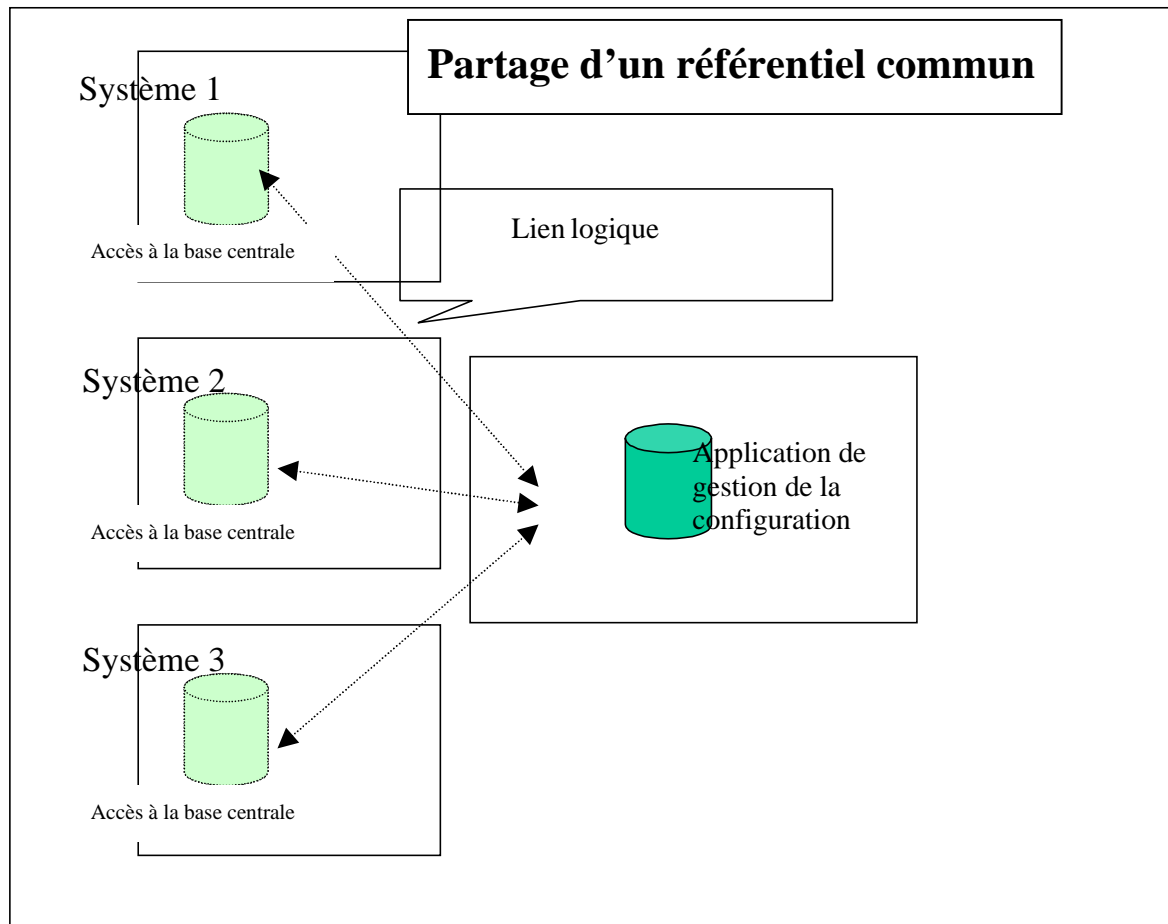 Partage d’un référentiel commun
Système 1
Accès à la base centrale
Lien logique
Système 2
Accès à la base centrale
Application de
gestion de la
configuration
Système 3
Accès à la base centrale